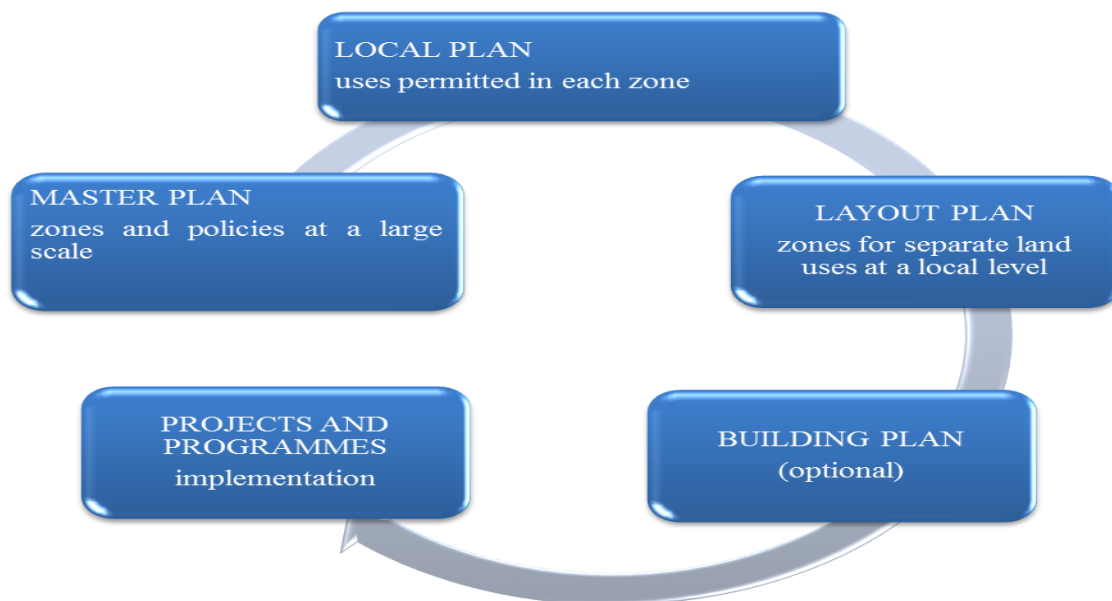 LOCAL PLAN
uses permitted in each zone
MASTER PLAN
zones and policies at a large
scale
LAYOUT PLAN
zones for separate land
uses at a local level
PROJECTS AND
PROGRAMMES
implementation
BUILDING PLAN
(optional)